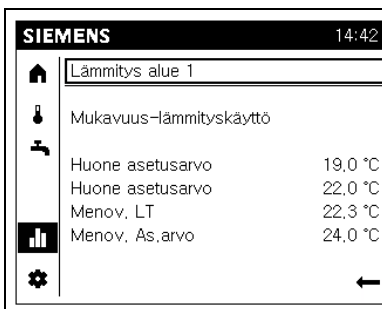 SIEMENS 14:42
Lämmitys alue 1
Mukavuus-lämmityskäyttö
Huone asetusarvo 19,0 °C
Huone asetusarvo 22,0 °C
Menov, LT 22,3 °C
Menov, As,arvo 24,0 °C